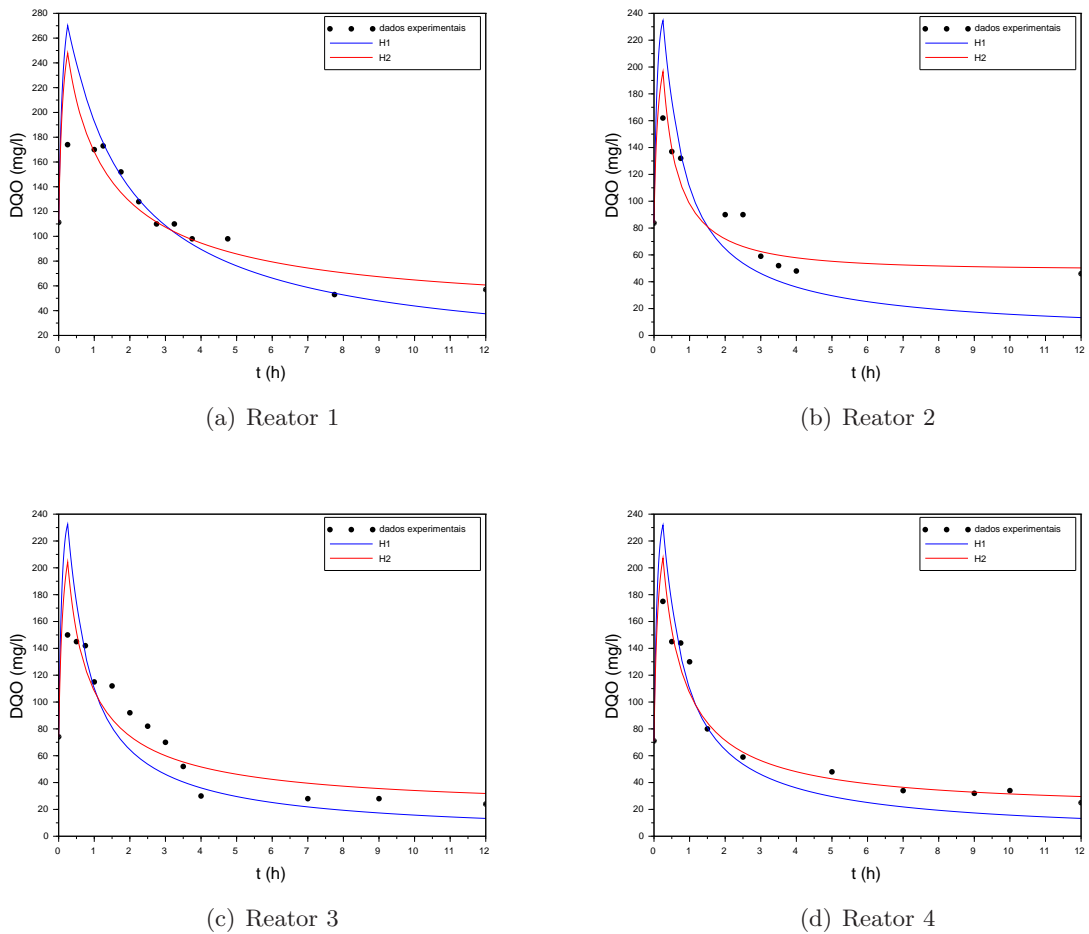 280
260
240
220
200
180
160
140
120
100
80
60
40
20
DQO (mg/l)
dados experimentais
H1
H2
0 1 2 3 4 5 6 7 8 9 10 11 12
t (h)
(a) Reator 1
240
220
200
180
160
140
120
100
80
60
40
20
0
DQO (mg/l)
dados experimentais
H1
H2
0 1 2 3 4 5 6 7 8 9 10 11 12
t (h)
(b) Reator 2
240
220
200
180
160
140
120
100
80
60
40
20
0
DQO (mg/l)
dados experimentais
H1
H2
0 1 2 3 4 5 6 7 8 9 10 11 12
t (h)
(c) Reator 3
240
220
200
180
160
140
120
100
80
60
40
20
0
DQO (mg/l)
dados experimentais
H1
H2
0 1 2 3 4 5 6 7 8 9 10 11 12
t (h)
(d) Reator 4